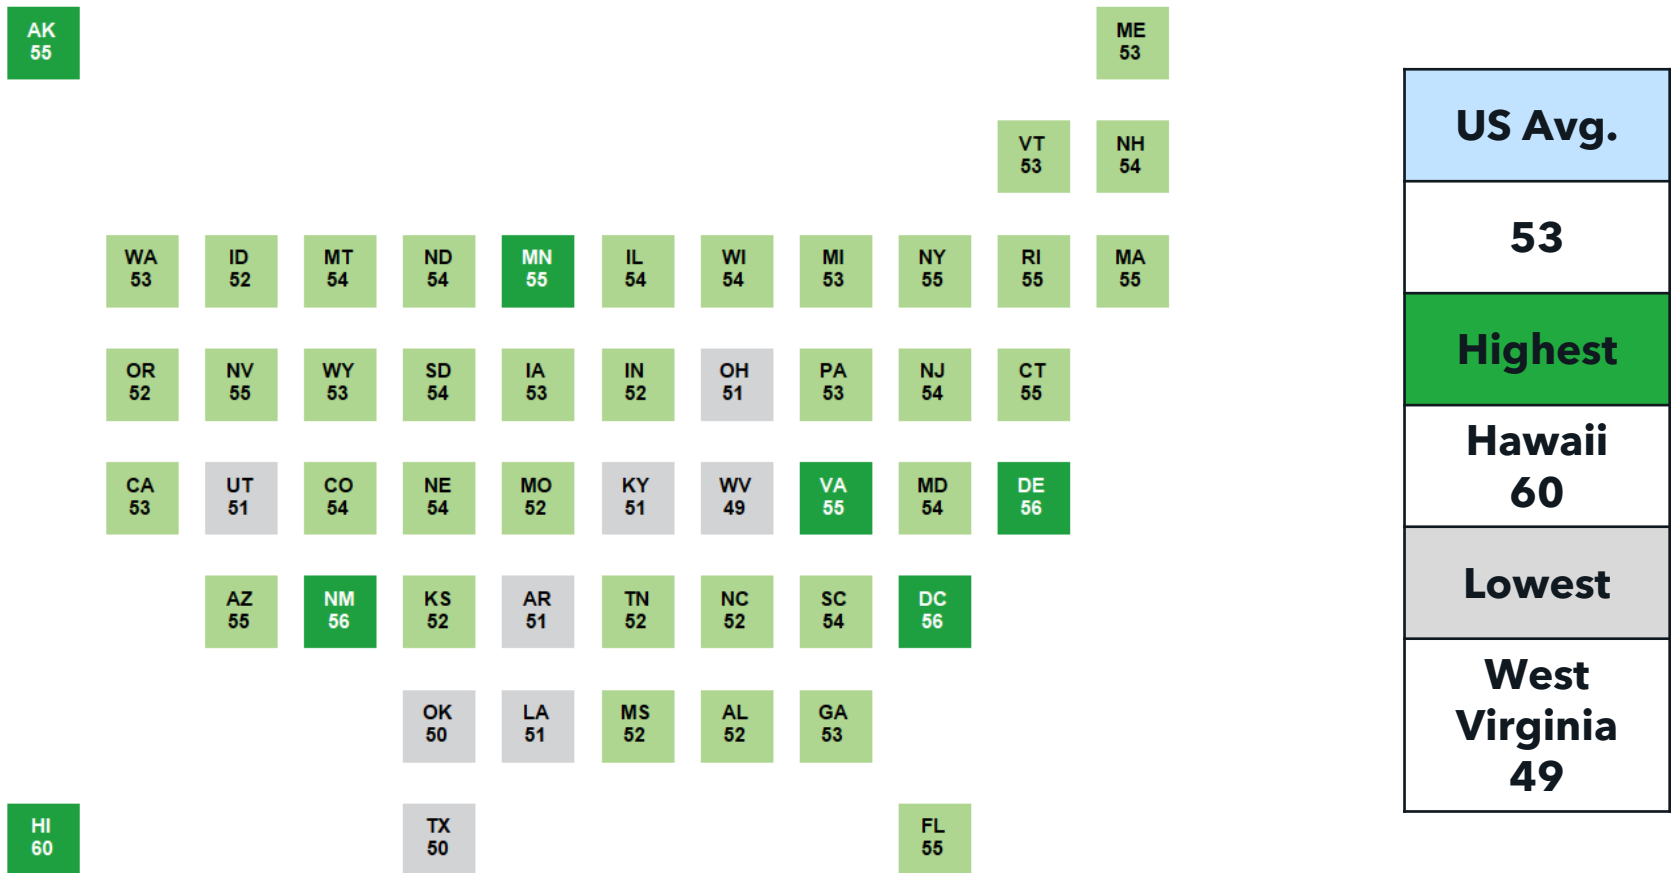 AK
55
ME
53
VT
53
NH
54
WA
53
ID
52
MT
54
ND
54
MN
55
IL
54
WI
54
MI
53
NY
55
RI
55
MA
55
OR
52
NV
55
WY
53
SD
54
IA
53
IN
52
OH
51
PA
53
NJ
54
CT
55
CA
53
UT
51
CO
54
NE
54
MO
52
KY
51
WV
49
VA
55
MD
54
DE
56
AZ
55
NM
56
KS
52
AR
51
TN
52
NC
52
SC
54
DC
56
OK
50
LA
51
MS
52
AL
52
GA
53
HI
60
TX
50
FL
55
US Avg.
53
Highest
Hawaii
60
Lowest
West
Virginia
49